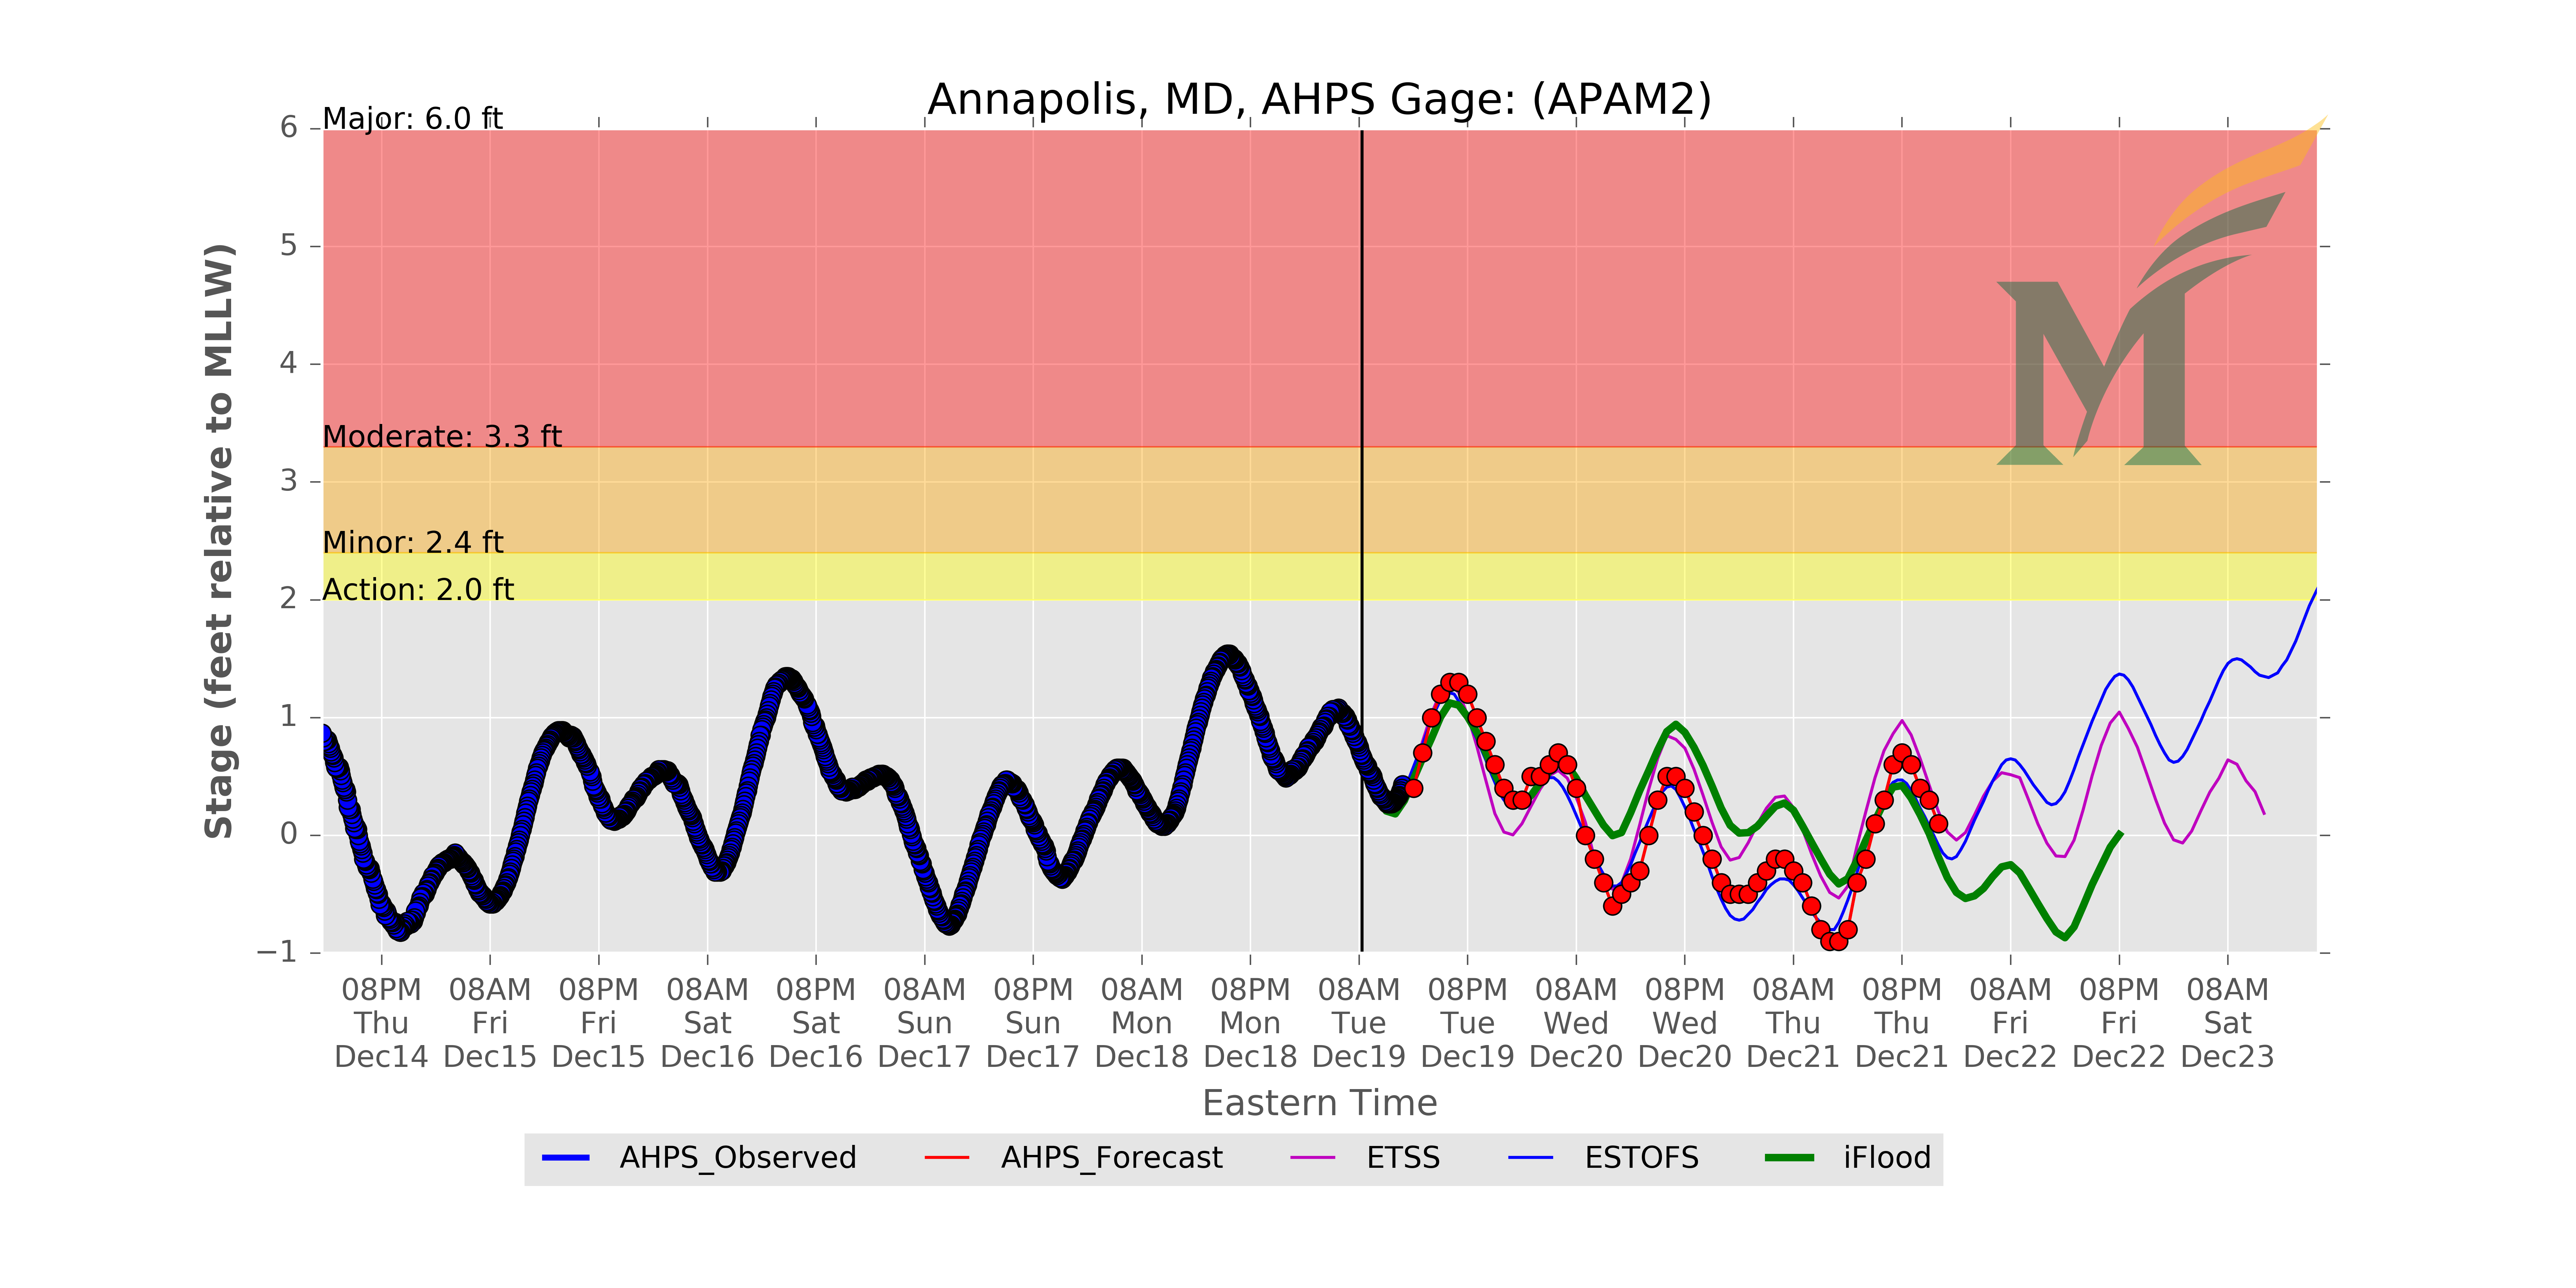 Annapolis, MD, AHPS Gage: (APAM2)
Major: 6.0 ft
Moderate: 3.3 ft
Minor: 2.4 ft
Action: 2.0 ft
6
5
4
3
2
1
0
−1
Stage (feet relative to MLLW)
08PM 08AM 08PM 08AM 08PM 08AM 08PM 08AM 08PM 08AM 08PM 08AM 08PM 08AM 08PM 08AM 08PM 08AM
Thu Fri Fri Sat Sat Sun Sun Mon Mon Tue Tue Wed Wed Thu Thu Fri Fri Sat
Dec14 Dec15 Dec15 Dec16 Dec16 Dec17 Dec17 Dec18 Dec18 Dec19 Dec19 Dec20 Dec20 Dec21 Dec21 Dec22 Dec22 Dec23
Eastern Time
AHPS_Observed AHPS_Forecast ETSS ESTOFS iFlood
M